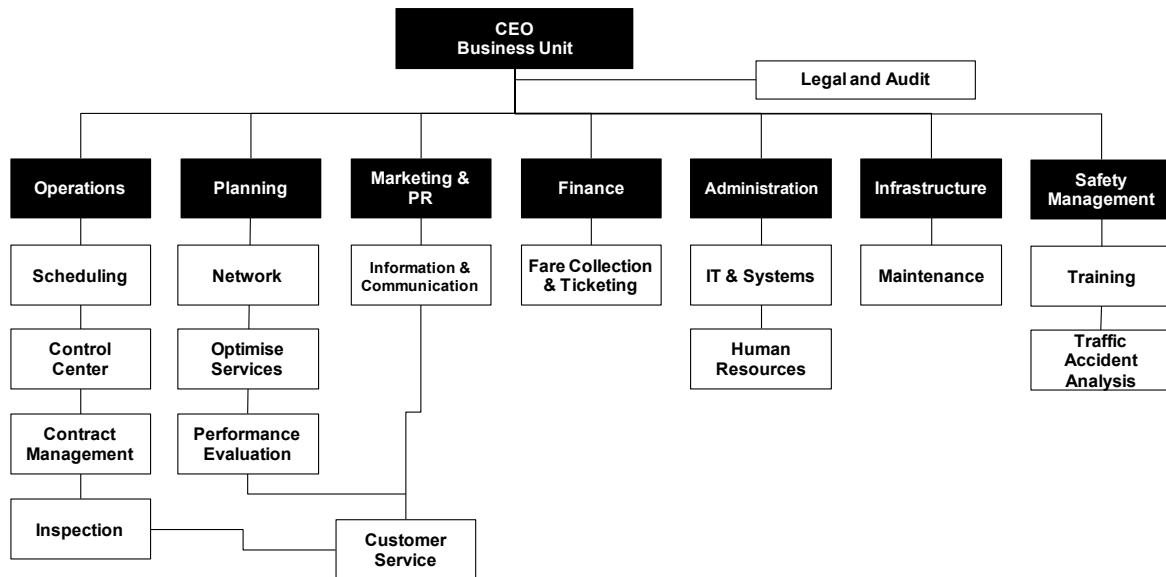 CEO
Business Unit
Legal and Audit
Operations
Planning
Marketing &
PR
Finance
Administration
Infrastructure
Safety
Management
Scheduling
Network
Information &
Communication
Fare Collection
& Ticketing
IT & Systems
Maintenance
Training
Control
Center
Optimise
Services
Human
Resources
Traffic
Accident
Analysis
Contract
Management
Performance
Evaluation
Inspection
Customer
Service